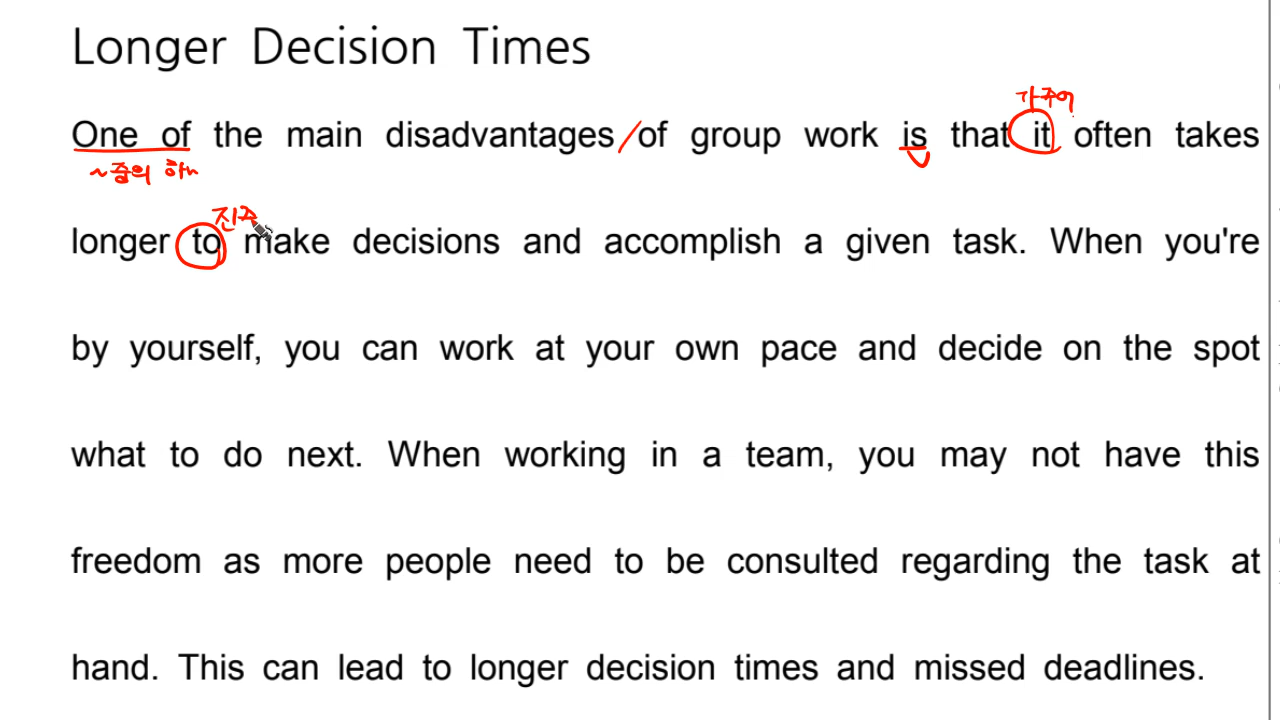 Longer Decision Times
가주어
One of the main disadvantages of group work is that it often takes
~중의 하나
진주
longer to make decisions and accomplish a given task. When you're
by yourself, you can work at your own pace and decide on the spot
what to do next. When working in a team, you may not have this
freedom as more people need to be consulted regarding the task at
hand. This can lead to longer decision times and missed deadlines.